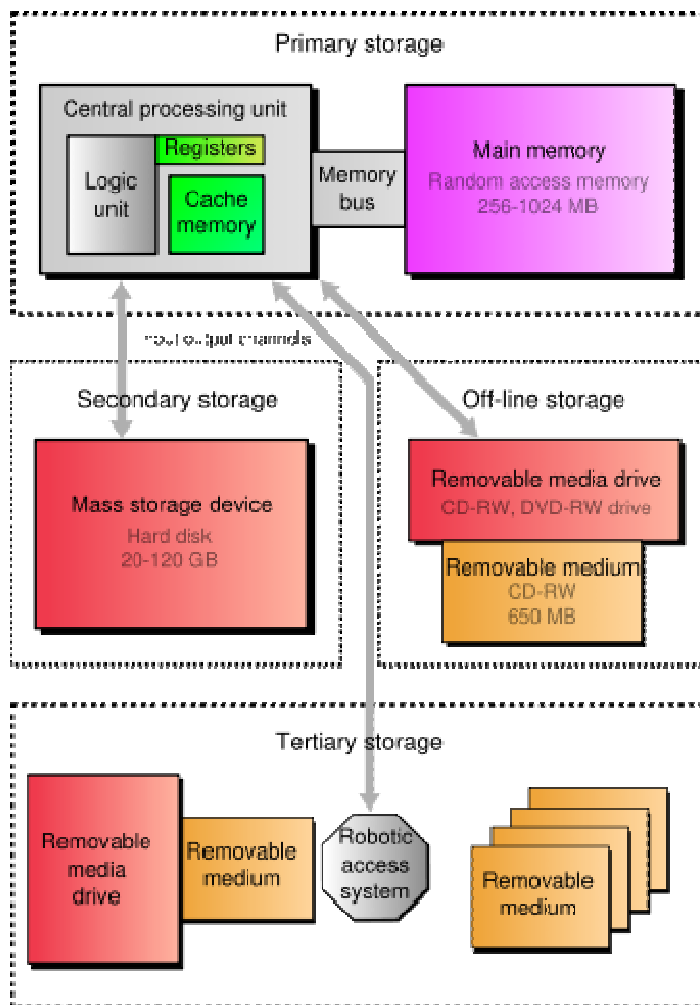 Primary storage
Central processing unit
Registers
Logic
unit
Cache
memory
Memory
bus
Main memory
Random access memory
256-1024 MB
output channels
Secondary storage
Mass storage device
Hard disk
20-120 GB
Off-line storage
Removable media drive
CD-RW, DVD-RW drive
Removable medium
CD-RW
650 MB
Tertiary storage
Removable
media
drive
Removable
medium
Robotic
access
system
Removable
medium